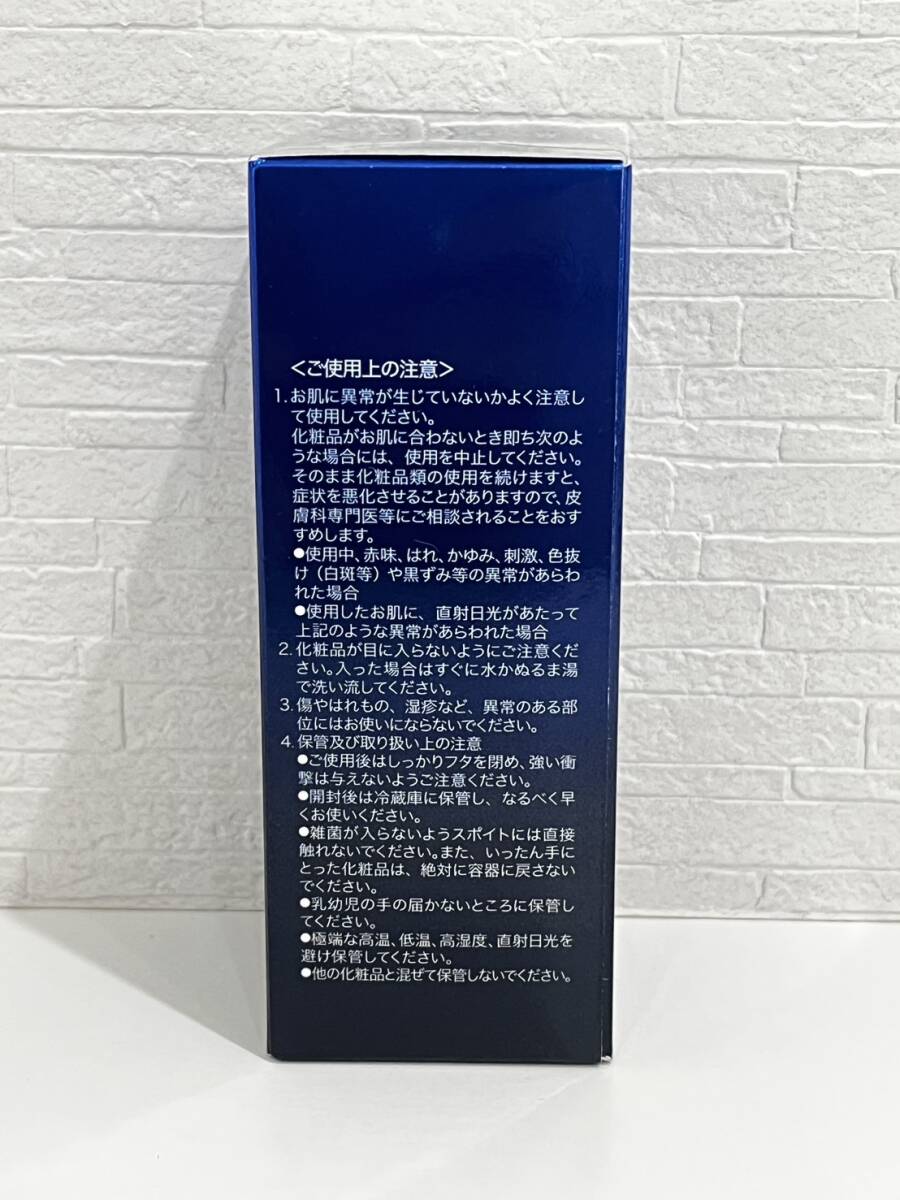 ＜ご使用上の注意＞
1. お肌に異常が生じていないかよく注意し
て使用してください。
化粧品がお肌に合わないとき即ち次のよ
うな場合には、使用を中止してください。
そのまま化粧品類の使用を続けますと、
症状を悪化させることがありますので、皮
膚科専門医等にご相談されることをおす
すめします。
●使用中、赤味、はれ、かゆみ、刺激、色抜
け（白斑等）や黒ずみ等の異常があらわ
れた場合
●使用したお肌に、直射日光があたって
上記のような異常があらわれた場合
2. 化粧品が目に入らないようにご注意くだ
さい。入った場合はすぐに水かぬるま湯
で洗い流してください。
3. 傷やはれもの、湿疹など、異常のある部
位にはお使いにならないでください。
4. 保管及び取り扱い上の注意
●ご使用後はしっかりフタを閉め、強い衝
撃は与えないようご注意ください。
●開封後は冷蔵庫に保管し、なるべく早
くお使いください。
●雑菌が入らないようスポイトには直接
触れないでください。また、いったん手に
とった化粧品は、絶対に容器に戻さない
でください。
●乳幼児の手の届かないところに保管し
てください。
●極端な高温、低温、高湿度、直射日光を
避け保管してください。
●他の化粧品と混ぜて保管しないでください。